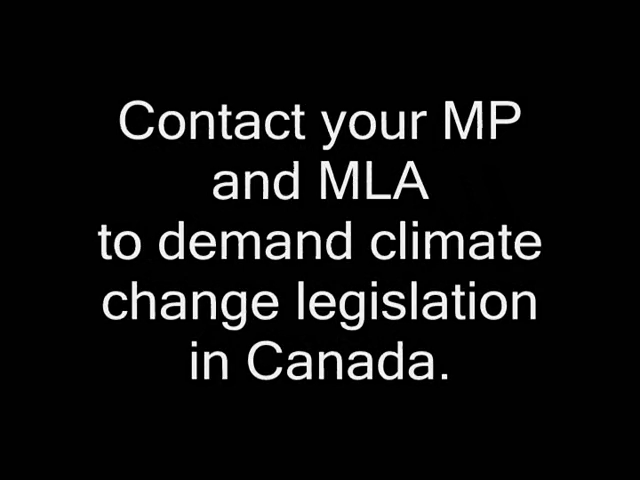 Contact your MP
and MLA
to demand climate
change legislation
in Canada.